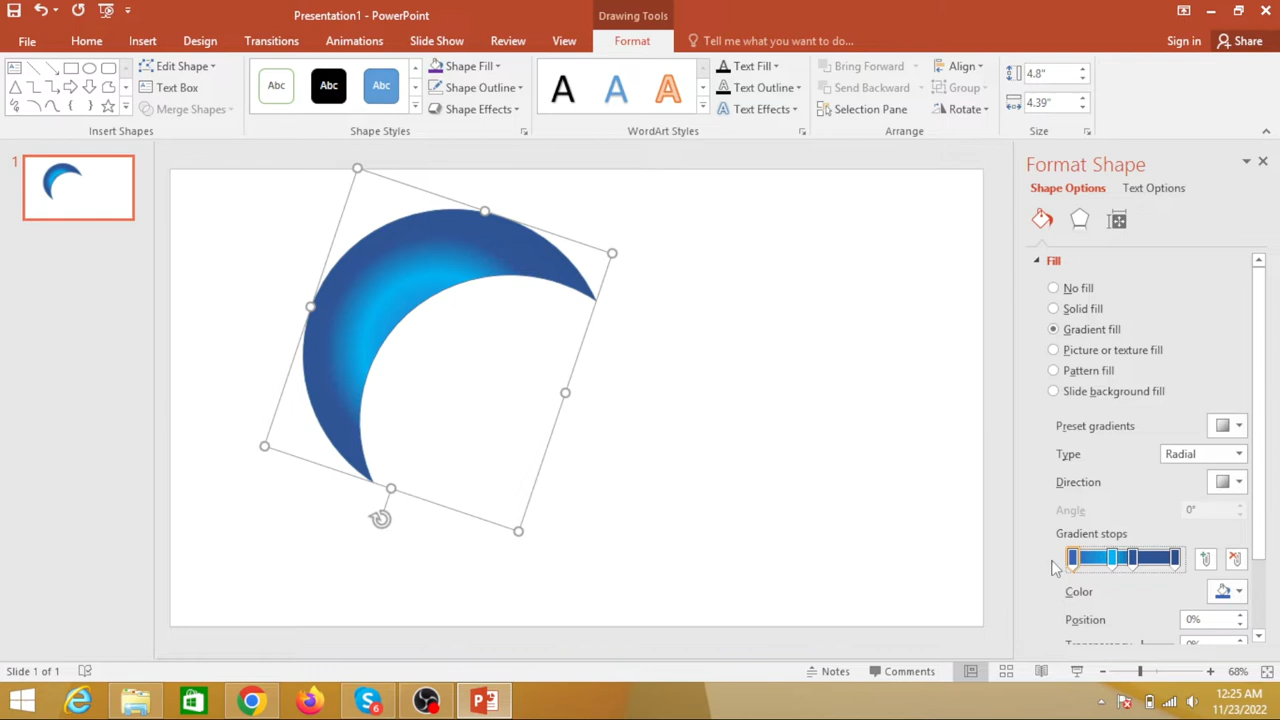 Presentation1 - PowerPoint
Drawing Tools
File Home Insert Design Transitions Animations Slide Show Review View Format Tell me what you want to do... Sign in Share
Edit Shape
Text Box
Merge Shapes
Insert Shapes
Abc Abc Abc
Shape Fill
Shape Outline
Shape Effects
Shape Styles
A A A
Text Fill
Text Outline
Text Effects
WordArt Styles
Bring Forward
Send Backward
Selection Pane
Align
Group
Rotate
Arrange
4.8"
4.39"
Size
1
Format Shape
Shape Options Text Options
Fill
No fill
Solid fill
Gradient fill
Picture or texture fill
Pattern fill
Slide background fill
Preset gradients
Type Radial
Direction
Angle 0°
Gradient stops
Color
Position 0%
Transparency 0%
Slide 1 of 1
Notes Comments 68%
12:25 AM
11/23/2022